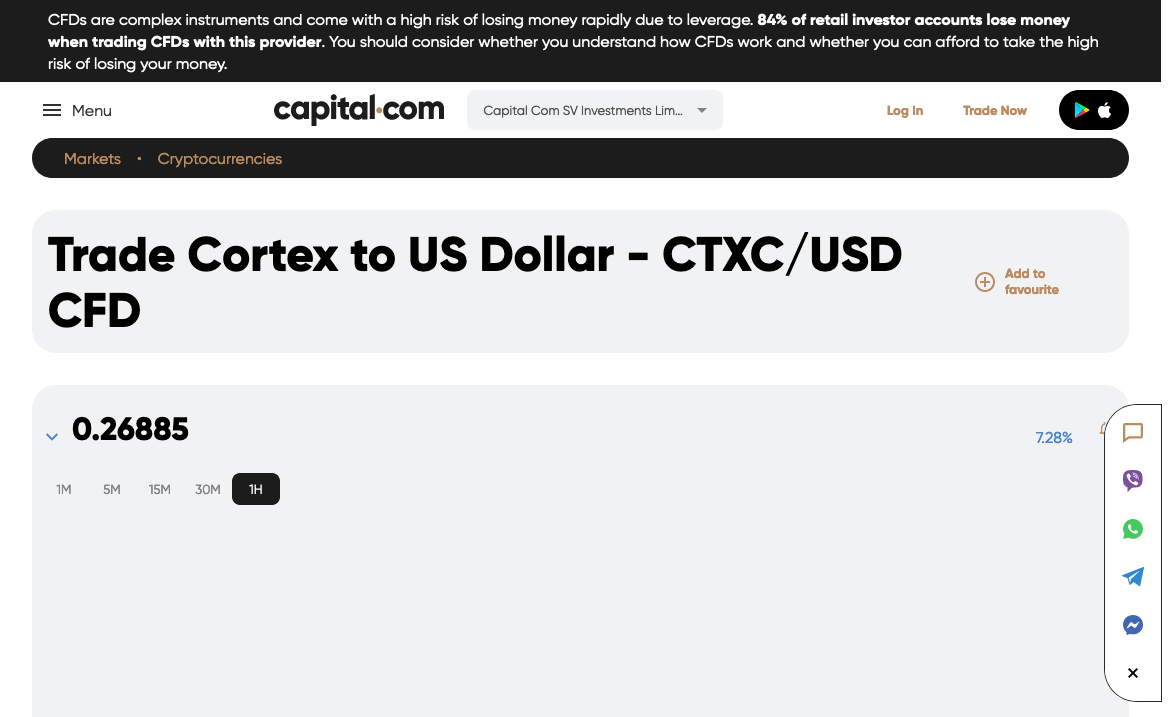 CFDs are complex instruments and come with a high risk of losing money rapidly due to leverage. 84% of retail investor accounts lose money
when trading CFDs with this provider. You should consider whether you understand how CFDs work and whether you can afford to take the high
risk of losing your money.
Menu
capital.com
Capital Com SV Investments Lim...
Log In
Trade Now
Markets • Cryptocurrencies
Trade Cortex to US Dollar - CTXC/USD
CFD
Add to
favourite
0.26885
7.28%
1M 5M 15M 30M 1H